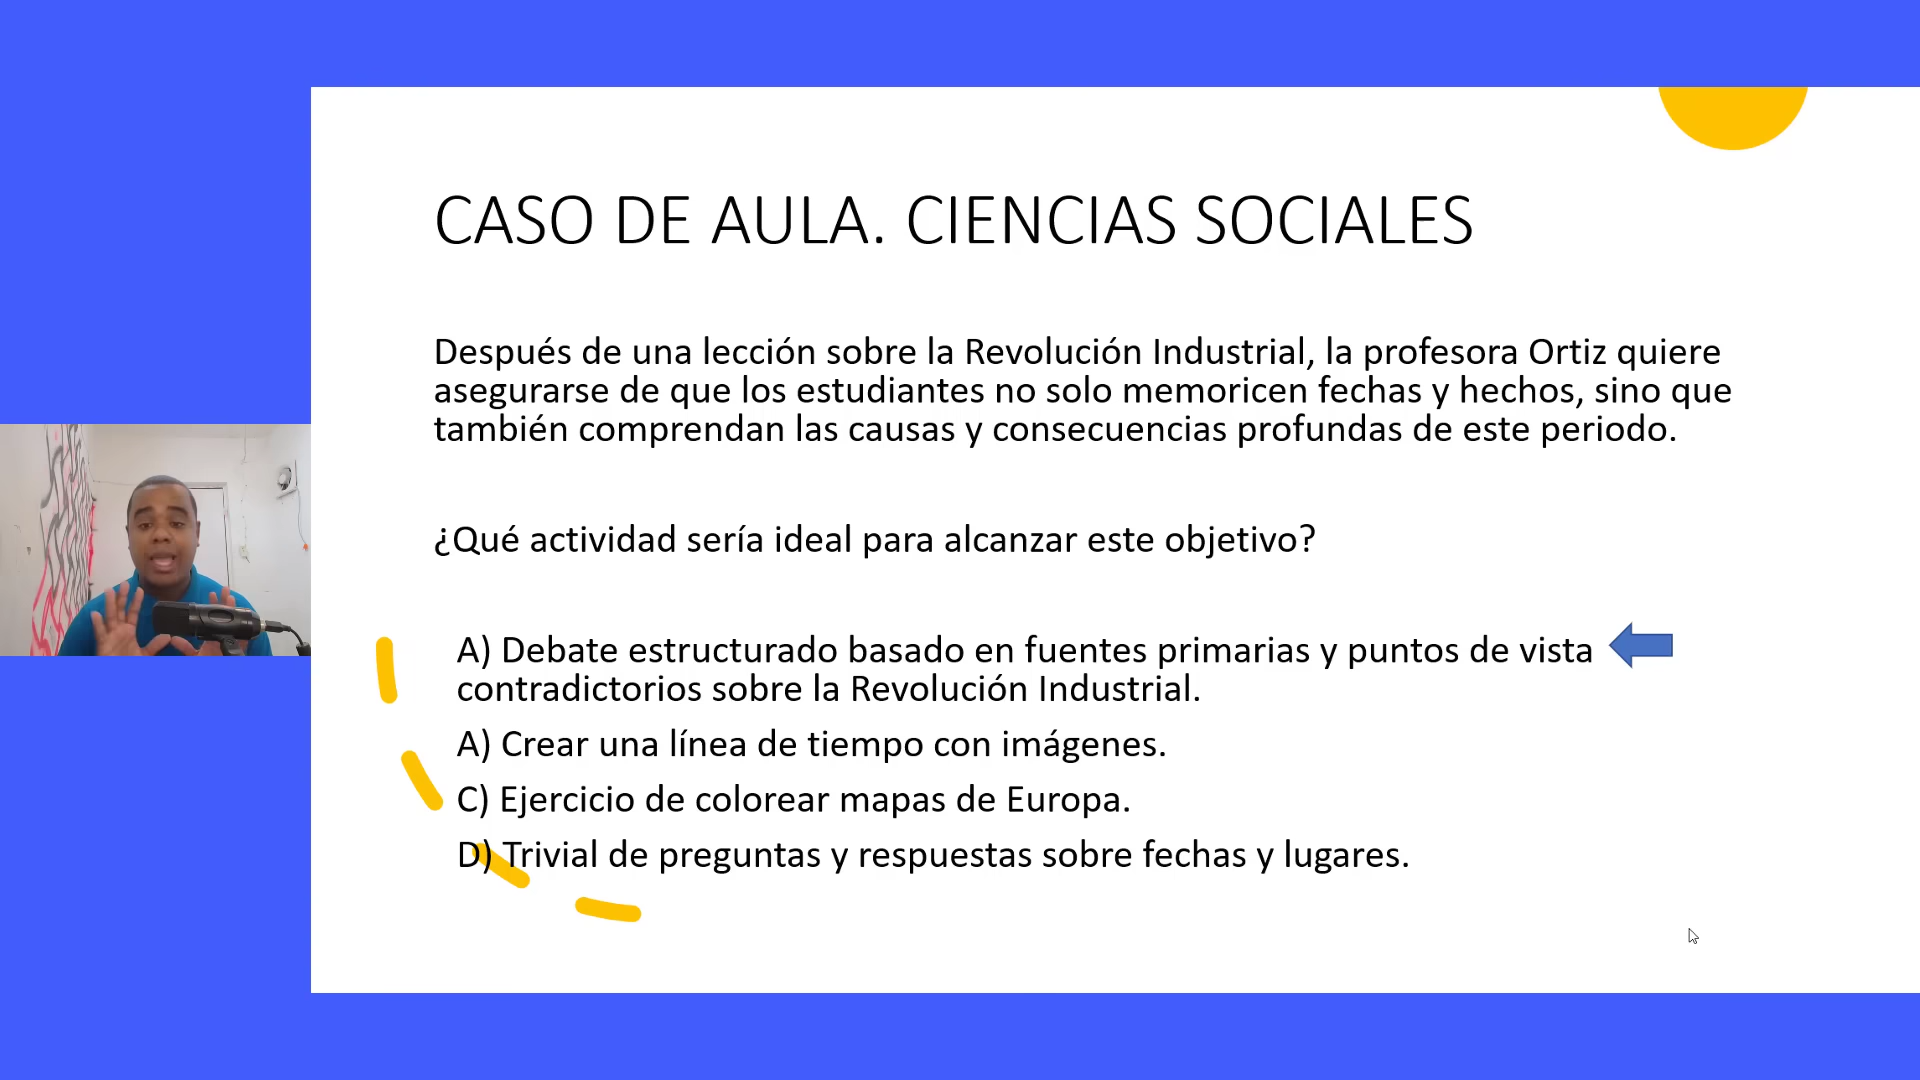 CASO DE AULA. CIENCIAS SOCIALES
Después de una lección sobre la Revolución Industrial, la profesora Ortiz quiere
asegurarse de que los estudiantes no solo memoricen fechas y hechos, sino que
también comprendan las causas y consecuencias profundas de este periodo.
¿Qué actividad sería ideal para alcanzar este objetivo?
A) Debate estructurado basado en fuentes primarias y puntos de vista
contradictorios sobre la Revolución Industrial.
A) Crear una línea de tiempo con imágenes.
C) Ejercicio de colorear mapas de Europa.
D) Trivial de preguntas y respuestas sobre fechas y lugares.